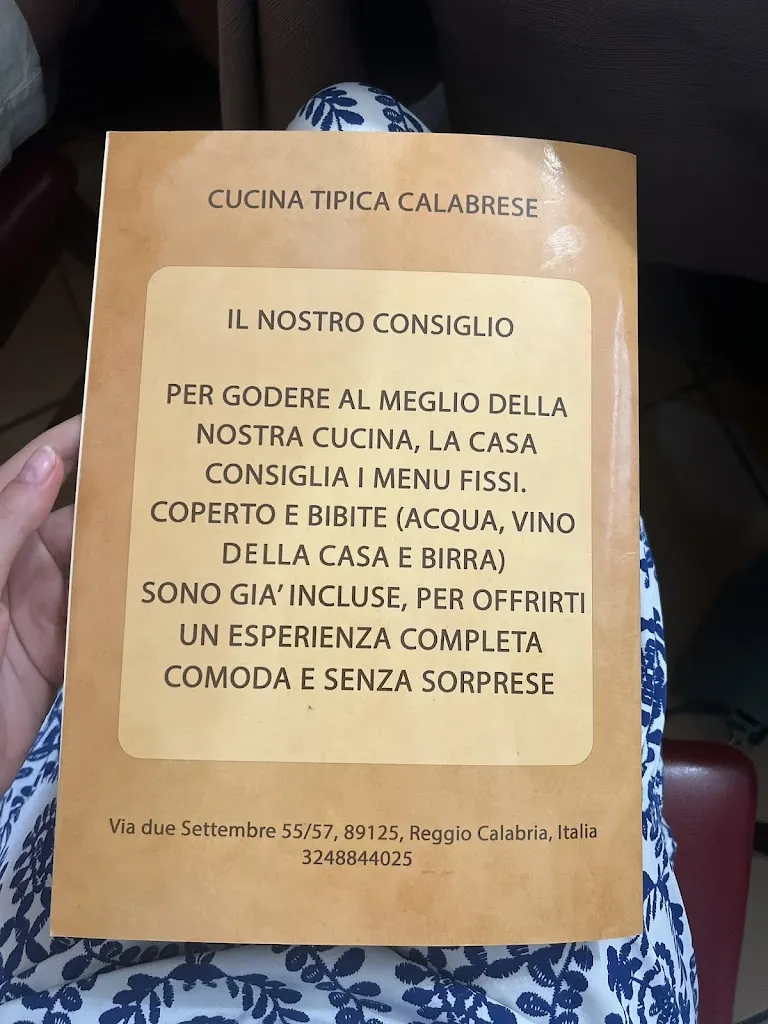 CUCINA TIPICA CALABRESE
IL NOSTRO CONSIGLIO
PER GODERE AL MEGLIO DELLA
NOSTRA CUCINA, LA CASA
CONSIGLIA I MENU FISSI.
COPERTO E BIBITE (ACQUA, VINO
DELLA CASA E BIRRA)
SONO GIA' INCLUSE, PER OFFRIRTI
UN ESPERIENZA COMPLETA
COMODA E SENZA SORPRESE
Via due Settembre 55/57, 89125, Reggio Calabria, Italia
3248844025